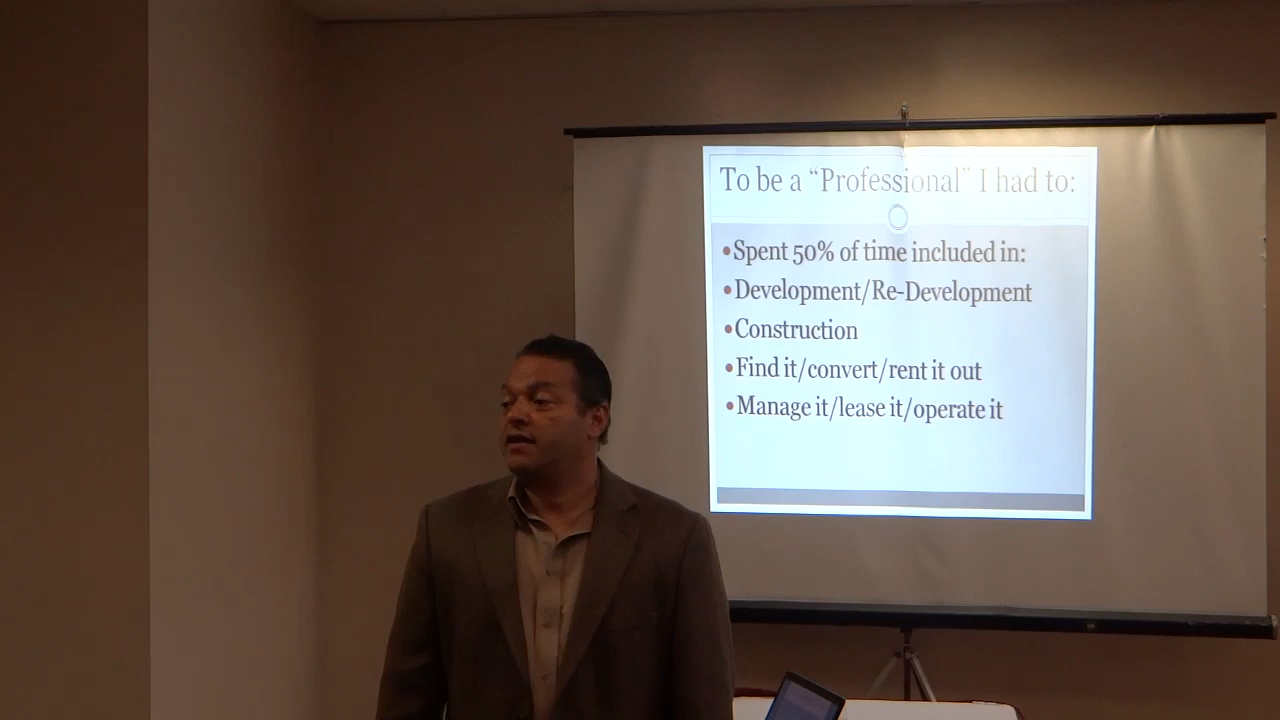 To be a “Professional” I had to:
•Spent 50% of time included in:
•Development/Re-Development
•Construction
•Find it/convert/rent it out
•Manage it/lease it/operate it